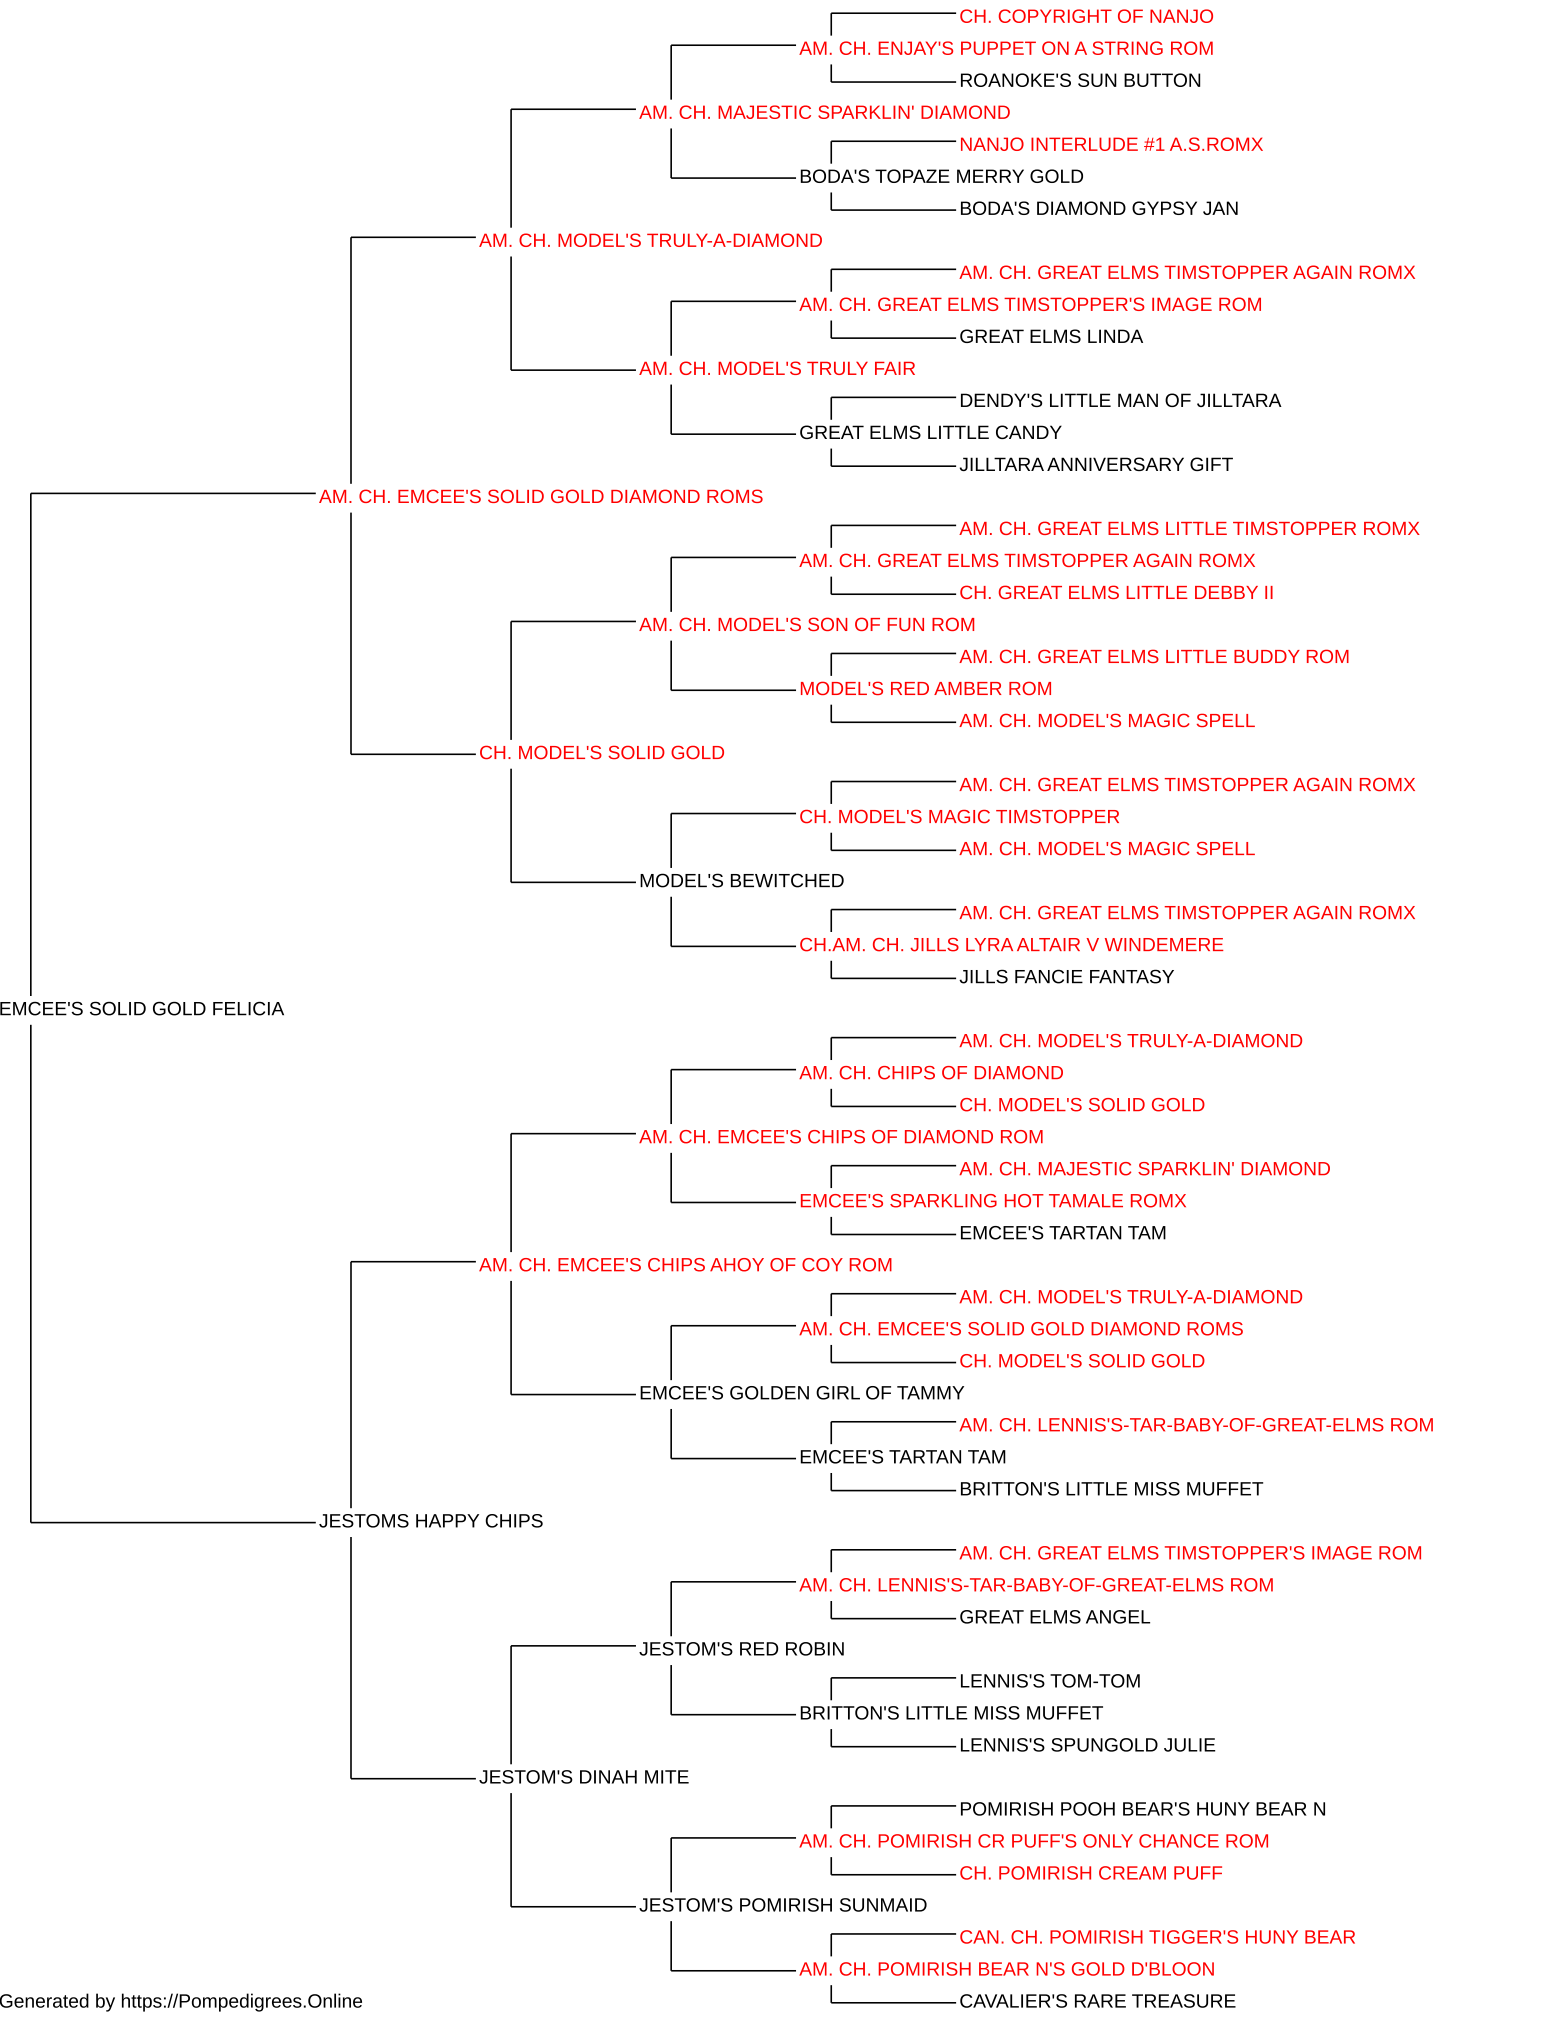 CH. COPYRIGHT OF NANJO
AM. CH. ENJAY'S PUPPET ON A STRING ROM
ROANOKE'S SUN BUTTON
AM. CH. MAJESTIC SPARKLIN' DIAMOND
NANJO INTERLUDE #1 A.S.ROMX
BODA'S TOPAZE MERRY GOLD
BODA'S DIAMOND GYPSY JAN
AM. CH. MODEL'S TRULY-A-DIAMOND
AM. CH. GREAT ELMS TIMSTOPPER AGAIN ROMX
AM. CH. GREAT ELMS TIMSTOPPER'S IMAGE ROM
GREAT ELMS LINDA
AM. CH. MODEL'S TRULY FAIR
DENDY'S LITTLE MAN OF JILLTARA
GREAT ELMS LITTLE CANDY
JILLTARA ANNIVERSARY GIFT
AM. CH. EMCEE'S SOLID GOLD DIAMOND ROMS
AM. CH. GREAT ELMS LITTLE TIMSTOPPER ROMX
AM. CH. GREAT ELMS TIMSTOPPER AGAIN ROMX
CH. GREAT ELMS LITTLE DEBBY II
AM. CH. MODEL'S SON OF FUN ROM
AM. CH. GREAT ELMS LITTLE BUDDY ROM
MODEL'S RED AMBER ROM
AM. CH. MODEL'S MAGIC SPELL
CH. MODEL'S SOLID GOLD
AM. CH. GREAT ELMS TIMSTOPPER AGAIN ROMX
CH. MODEL'S MAGIC TIMSTOPPER
AM. CH. MODEL'S MAGIC SPELL
MODEL'S BEWITCHED
AM. CH. GREAT ELMS TIMSTOPPER AGAIN ROMX
CH.AM. CH. JILLS LYRA ALTAIR V WINDEMERE
JILLS FANCIE FANTASY
EMCEE'S SOLID GOLD FELICIA
AM. CH. MODEL'S TRULY-A-DIAMOND
AM. CH. CHIPS OF DIAMOND
CH. MODEL'S SOLID GOLD
AM. CH. EMCEE'S CHIPS OF DIAMOND ROM
AM. CH. MAJESTIC SPARKLIN' DIAMOND
EMCEE'S SPARKLING HOT TAMALE ROMX
EMCEE'S TARTAN TAM
AM. CH. EMCEE'S CHIPS AHOY OF COY ROM
AM. CH. MODEL'S TRULY-A-DIAMOND
AM. CH. EMCEE'S SOLID GOLD DIAMOND ROMS
CH. MODEL'S SOLID GOLD
EMCEE'S GOLDEN GIRL OF TAMMY
AM. CH. LENNIS'S-TAR-BABY-OF-GREAT-ELMS ROM
EMCEE'S TARTAN TAM
BRITTON'S LITTLE MISS MUFFET
JESTOMS HAPPY CHIPS
AM. CH. GREAT ELMS TIMSTOPPER'S IMAGE ROM
AM. CH. LENNIS'S-TAR-BABY-OF-GREAT-ELMS ROM
GREAT ELMS ANGEL
JESTOM'S RED ROBIN
LENNIS'S TOM-TOM
BRITTON'S LITTLE MISS MUFFET
LENNIS'S SPUNGOLD JULIE
JESTOM'S DINAH MITE
POMIRISH POOH BEAR'S HUNY BEAR N
AM. CH. POMIRISH CR PUFF'S ONLY CHANCE ROM
CH. POMIRISH CREAM PUFF
JESTOM'S POMIRISH SUNMAID
CAN. CH. POMIRISH TIGGER'S HUNY BEAR
AM. CH. POMIRISH BEAR N'S GOLD D'BLOON
CAVALIER'S RARE TREASURE
Generated by https://Pompedigrees.Online